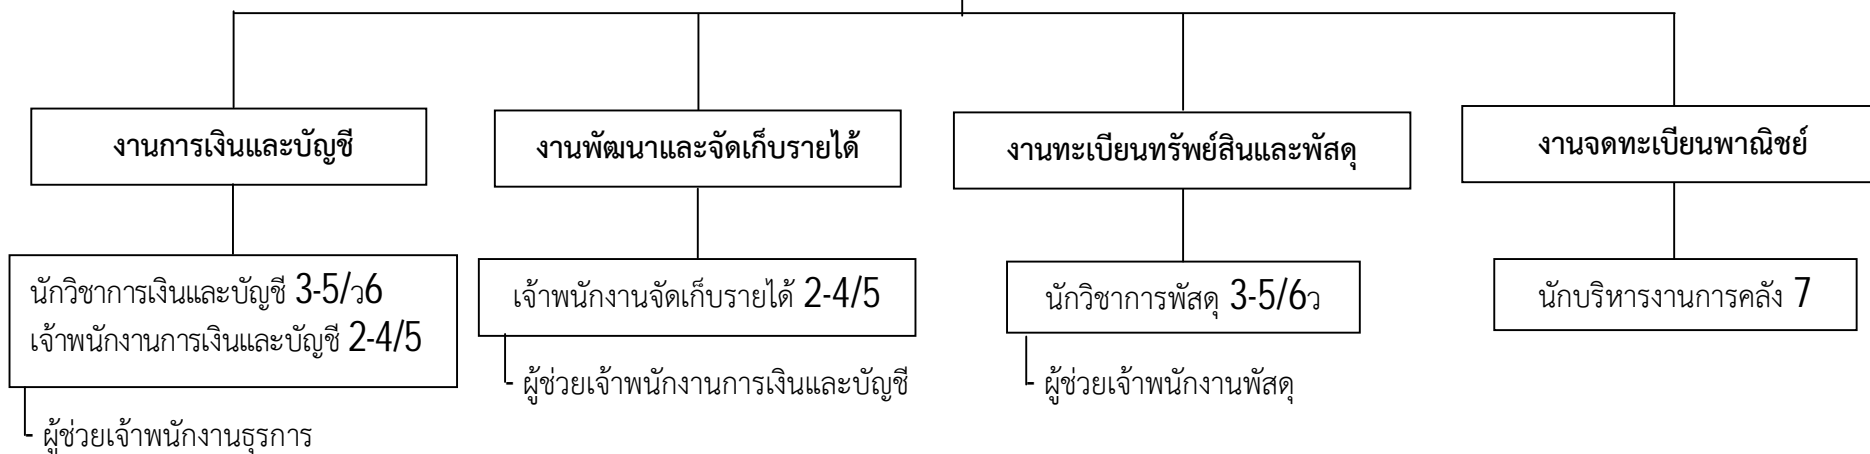 งานการเงินและบัญชี
งานพัฒนาและจัดเก็บรายได้
งานทะเบียนทรัพย์สินและพัสดุ
งานจดทะเบียนพาณิชย์
นักวิชาการเงินและบัญชี 3-5/ว6
เจ้าพนักงานการเงินและบัญชี 2-4/5
เจ้าพนักงานจัดเก็บรายได้ 2-4/5
นักวิชาการพัสดุ 3-5/6ว
นักบริหารงานการคลัง 7
- ผู้ช่วยเจ้าพนักงานธุรการ
- ผู้ช่วยเจ้าพนักงานการเงินและบัญชี
- ผู้ช่วยเจ้าพนักงานพัสดุ